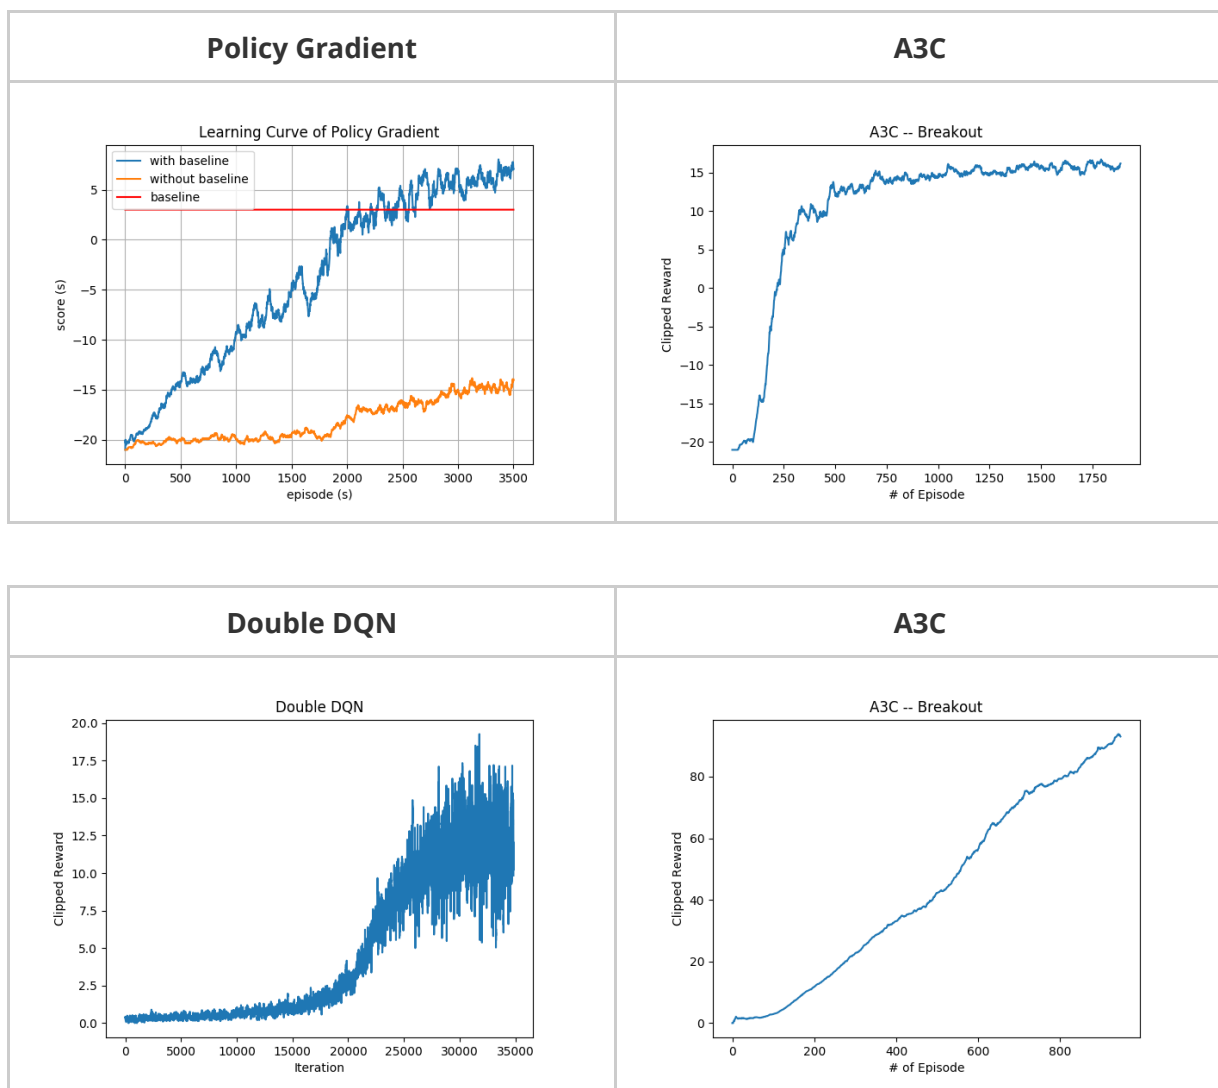 Policy Gradient
A3C
Learning Curve of Policy Gradient
with baseline
without baseline
baseline
5
0
−5
−10
−15
−20
score (s)
0 500 1000 1500 2000 2500 3000 3500
episode (s)
A3C -- Breakout
15
10
5
0
−5
−10
−15
−20
Clipped Reward
0 250 500 750 1000 1250 1500 1750
# of Episode
Double DQN
A3C
Double DQN
20.0
17.5
15.0
12.5
10.0
7.5
5.0
2.5
0.0
Clipped Reward
0 5000 10000 15000 20000 25000 30000 35000
Iteration
A3C -- Breakout
80
60
40
20
0
Clipped Reward
0 200 400 600 800
# of Episode